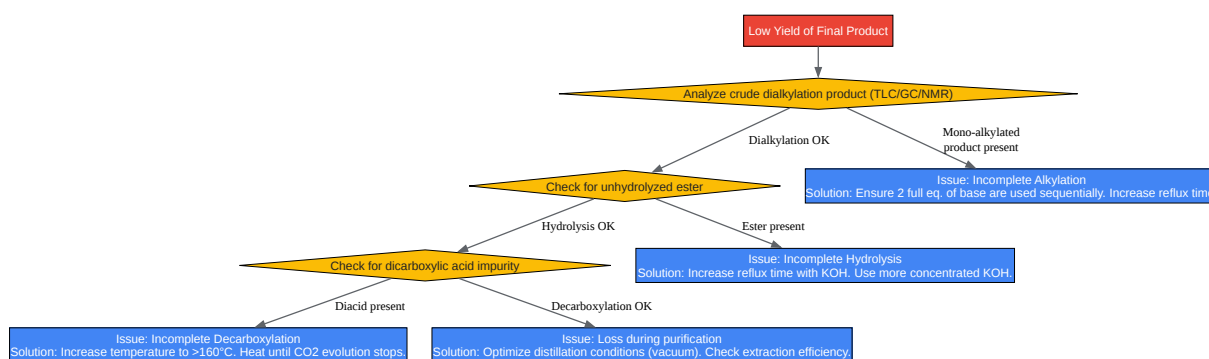 Low Yield of Final Product
Analyze crude dialkylation product (TLC/GC/NMR)
Dialkylation OK
Mono-alkylated
product present
Check for unhydrolyzed ester
Issue: Incomplete Alkylation
Solution: Ensure 2 full eq. of base are used sequentially. Increase reflux time
Hydrolysis OK
Ester present
Check for dicarboxylic acid impurity
Issue: Incomplete Hydrolysis
Solution: Increase reflux time with KOH. Use more concentrated KOH.
Diacid present
Decarboxylation OK
Issue: Incomplete Decarboxylation
Solution: Increase temperature to >160°C. Heat until CO2 evolution stops.
Issue: Loss during purification
Solution: Optimize distillation conditions (vacuum). Check extraction efficiency.